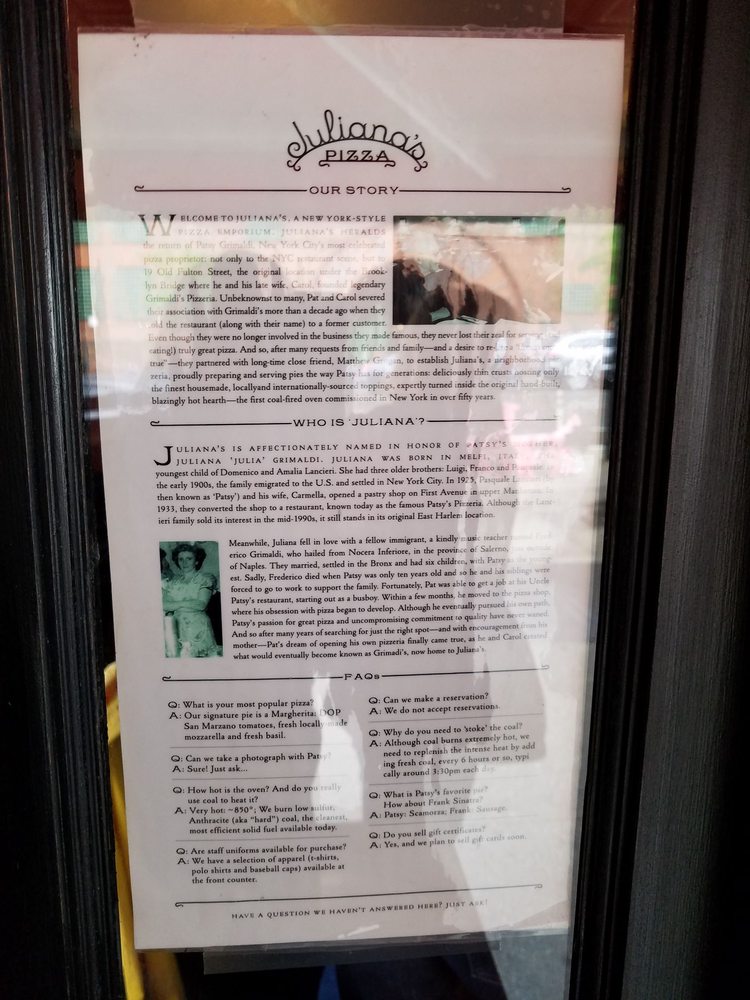 Juliana's
PIZZA
OUR STORY
WELCOME TO JULIANA'S, A NEW YORK-STYLE
PIZZA EMPORIUM. JULIANA'S HERALDS
the return of Patsy Grimaldi, New York City's most celebrated
pizza proprietor: not only to the NYC restaurant scene, but to
19 Old Fulton Street, the original location under the Brook-
lyn Bridge where he and his late wife, Carol, founded legendary
Grimaldi's Pizzeria. Unbeknownst to many, Pat and Carol severed
their association with Grimaldi's more than a decade ago when they
sold the restaurant (along with their name) to a former customer.
Even though they were no longer involved in the business they made famous, they never lost their zeal for
eating!) truly great pizza. And so, after many requests from friends and family—and a desire to
true"—they partnered with long-time close friend, Matthew to establish Juliana's, a neighborhood
zeria, proudly preparing and serving pies the way Patsy has for generations: deliciously thin crusts hosting only
the finest housemade, locallyand internationally-sourced toppings, expertly turned inside the original hand-built,
blazingly hot hearth—the first coal-fired oven commissioned in New York in over fifty years.
WHO IS 'JULIANA'?
JULIANA'S IS AFFECTIONATELY NAMED IN HONOR OF PATSY'S MOTHER,
JULIANA 'JULIA' GRIMALDI. JULIANA WAS BORN IN MELFI, ITALY, THE
youngest child of Domenico and Amalia Lancieri. She had three older brothers: Luigi, Franco and Pasquale. In
the early 1900s, the family emigrated to the U.S. and settled in New York City. In 1925, Pasquale Lancieri (by
then known as 'Patsy') and his wife, Carmella, opened a pastry shop on First Avenue in upper Manhattan. In
1933, they converted the shop to a restaurant, known today as the famous Patsy's Pizzeria. Although the Lanc-
ieri family sold its interest in the mid-1990s, it still stands in its original East Harlem location.
Meanwhile, Juliana fell in love with a fellow immigrant, a kindly music teacher named Fred-
erico Grimaldi, who hailed from Nocera Inferiore, in the province of Salerno, outside
of Naples. They married, settled in the Bronx and had six children, with Patsy the young-
est. Sadly, Frederico died when Patsy was only ten years old and so he and his siblings were
forced to go to work to support the family. Fortunately, Pat was able to get a job at his Uncle
Patsy's restaurant, starting out as a busboy. Within a few months, he moved to the pizza shop,
where his obsession with pizza began to develop. Although he eventually pursued his own path,
Patsy's passion for great pizza and uncompromising commitment to quality have never waned.
And so after many years of searching for just the right spot—and with encouragement from his
mother—Pat's dream of opening his own pizzeria finally came true, as he and Carol created
what would eventually become known as Grimadi's, now home to Juliana's.
FAQs
Q: What is your most popular pizza?
A: Our signature pie is a Margherita: DOP
San Marzano tomatoes, fresh locally made
mozzarella and fresh basil.
Q: Can we take a photograph with Patsy?
A: Sure! Just ask...
Q: How hot is the oven? And do you really
use coal to heat it?
A: Very hot: ~850°; We burn low sulfur,
Anthracite (aka "hard") coal, the cleanest,
most efficient solid fuel available today.
Q: Are staff uniforms available for purchase?
A: We have a selection of apparel (t-shirts,
polo shirts and baseball caps) available at
the front counter.
Q: Can we make a reservation?
A: We do not accept reservations.
Q: Why do you need to 'stoke' the coal?
A: Although coal burns extremely hot, we
need to replenish the intense heat by add
ing fresh coal, every 6 hours or so, typi
cally around 3:30pm each day.
Q: What is Patsy's favorite pie?
How about Frank Sinatra?
A: Patsy: Scamorza; Frank: Sausage.
Q: Do you sell gift certificates?
A: Yes, and we plan to sell gift cards soon.
HAVE A QUESTION WE HAVEN'T ANSWERED HERE? JUST ASK!